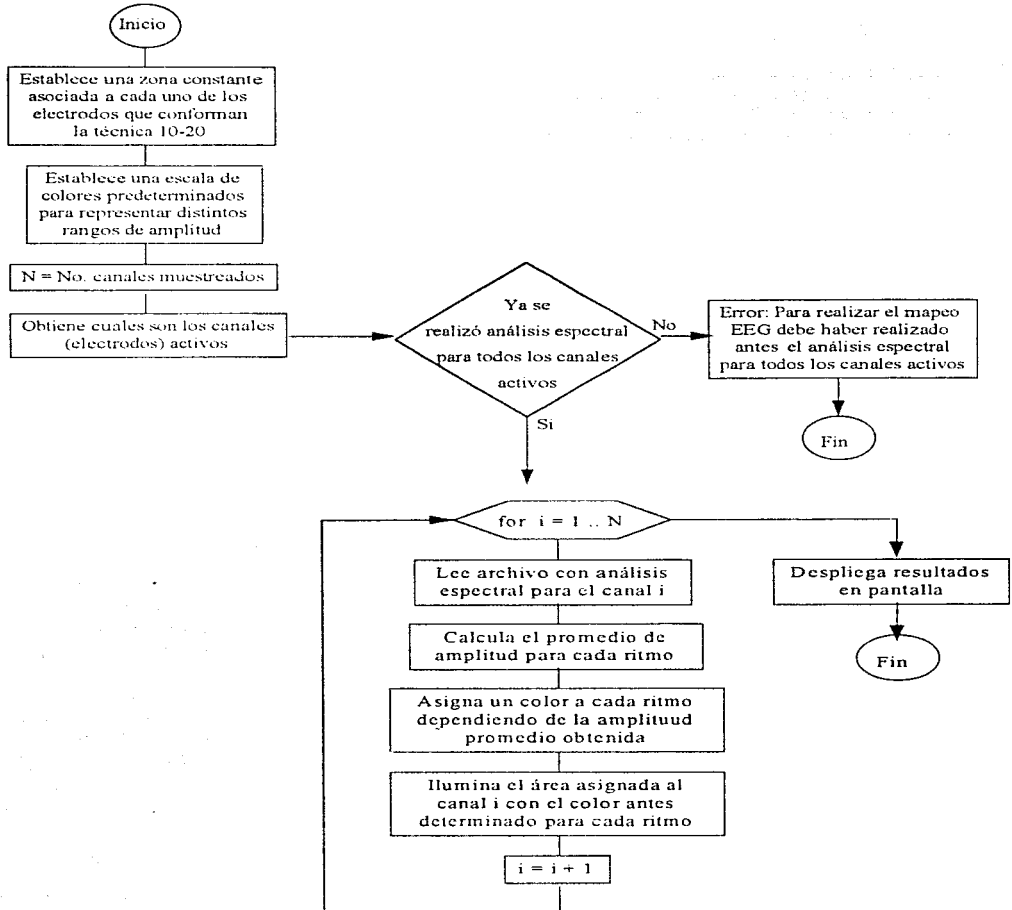 Inicio
Establece una zona constante
asociada a cada uno de los
electrodos que conforman
la técnica 10-20
Establece una escala de
colores predeterminados
para representar distintos
rangos de amplitud
N = No. canales muestreados
Obtiene cuales son los canales
(electrodos) activos
Ya se
realizó análisis espectral
para todos los canales
activos
No
Error: Para realizar el mapeo
EEG debe haber realizado
antes el análisis espectral
para todos los canales activos
Fin
Si
for i = 1 .. N
Lee archivo con análisis
espectral para el canal i
Calcula el promedio de
amplitud para cada ritmo
Asigna un color a cada ritmo
dependiendo de la amplituud
promedio obtenida
Ilumina el área asignada al
canal i con el color antes
determinado para cada ritmo
i = i + 1
Despliega resultados
en pantalla
Fin